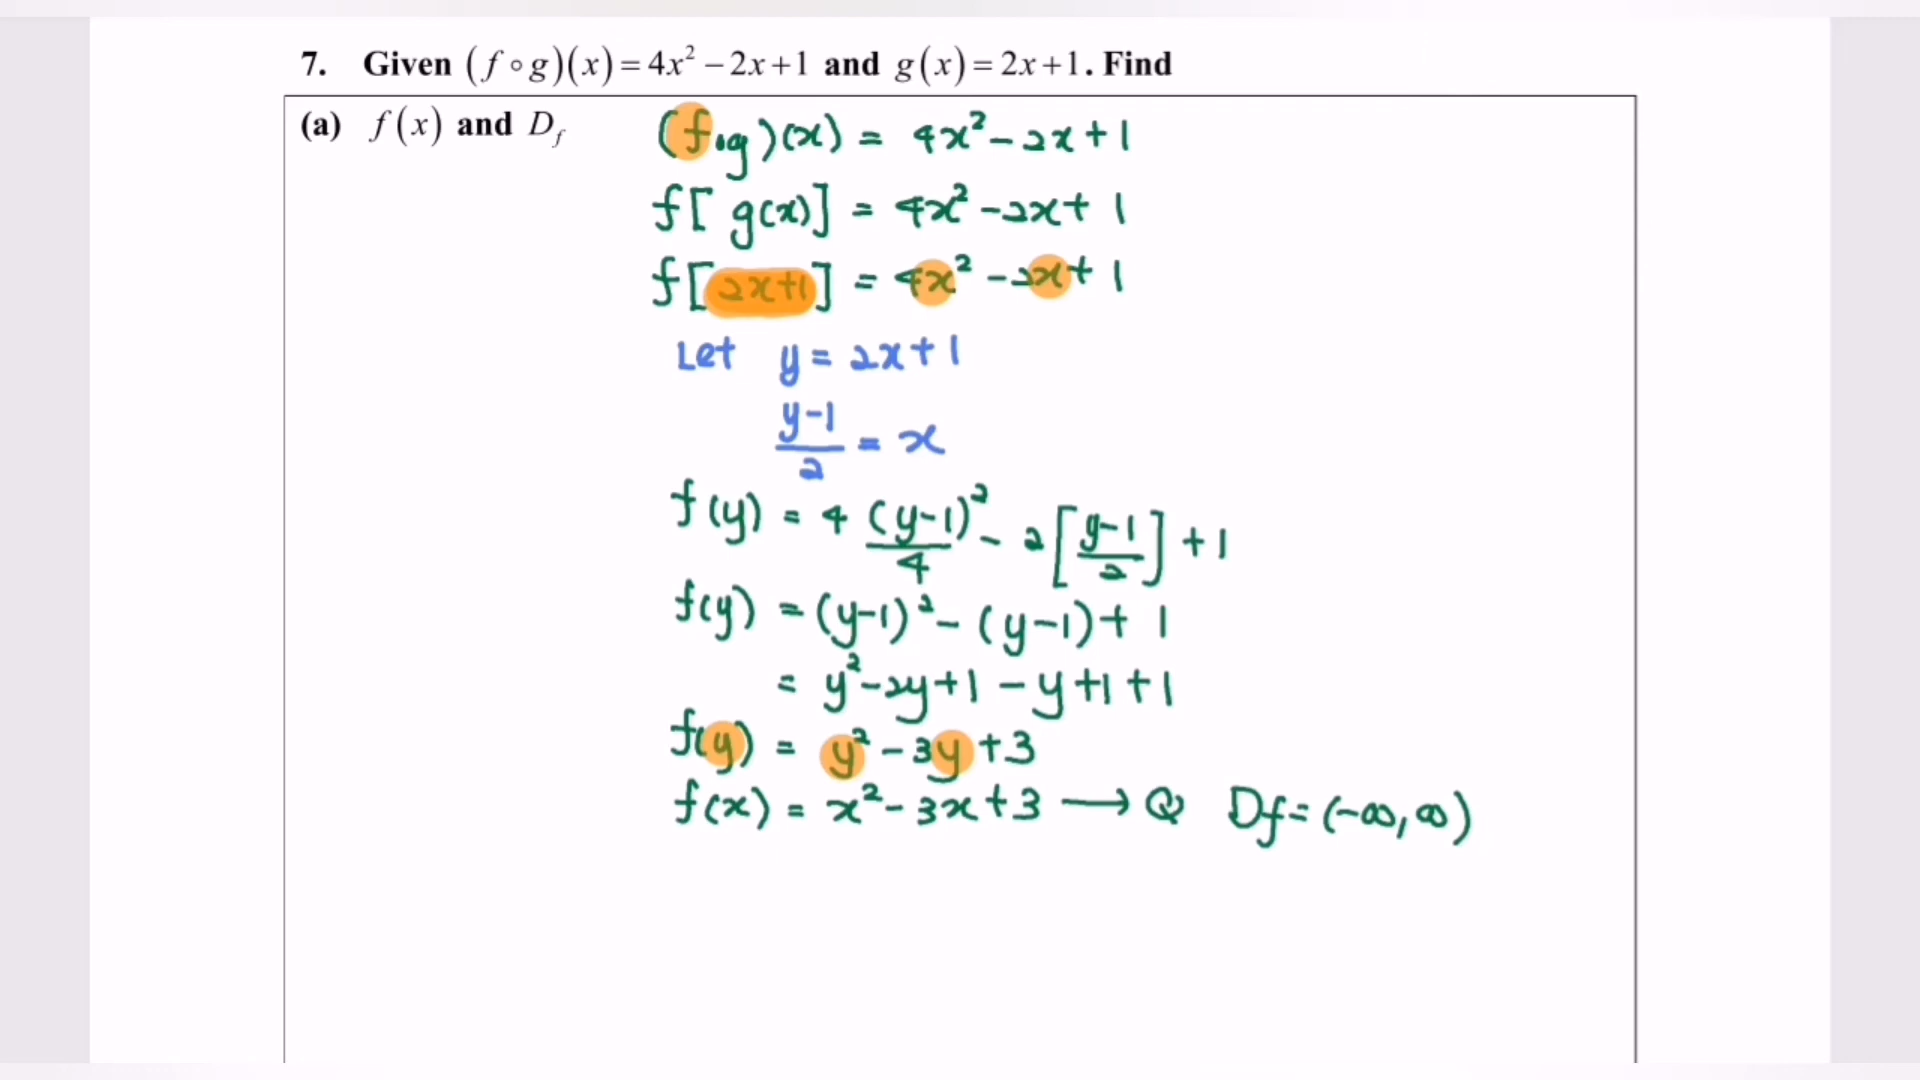 7. Given (f∘g)(x) = 4x² − 2x + 1 and g(x) = 2x + 1. Find
(a) f(x) and D_f
(f∘g)(x) = 4x² − 2x + 1
f[g(x)] = 4x² − 2x + 1
f[2x+1] = 4x² − 2x + 1
Let y = 2x + 1
(y−1)/2 = x
f(y) = 4 (y−1)²/4 − 2[(y−1)/2] + 1
f(y) = (y−1)² − (y−1) + 1
= y² − 2y + 1 − y + 1 + 1
f(y) = y² − 3y + 3
f(x) = x² − 3x + 3 → Q Df = (−∞, ∞)